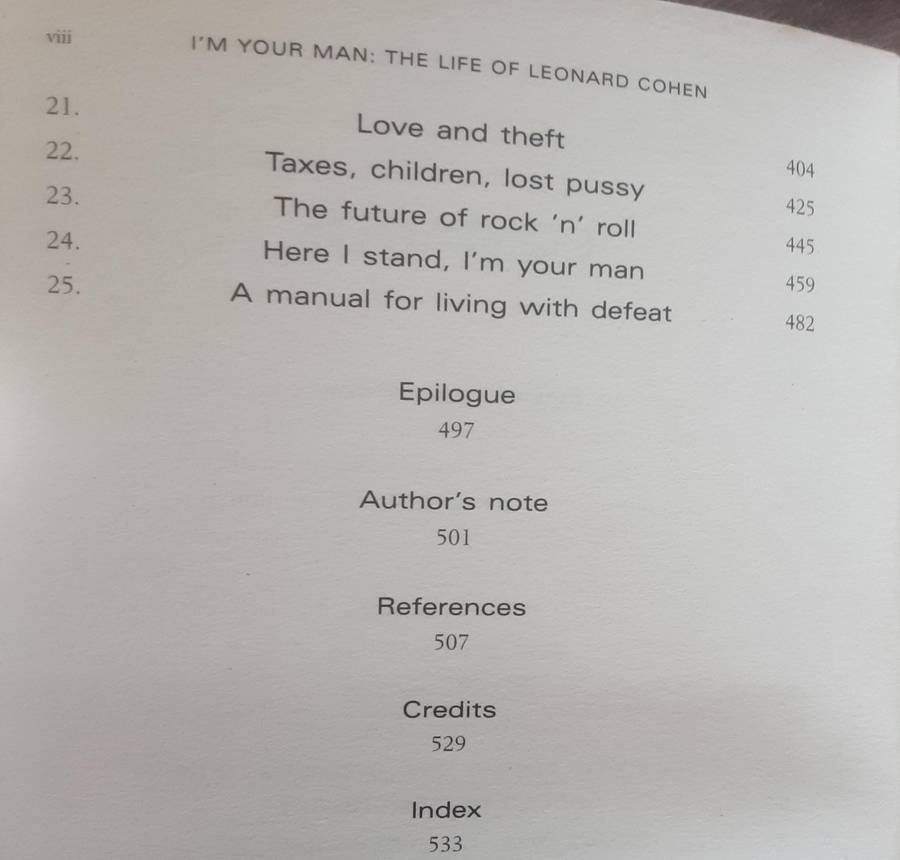 viii I'M YOUR MAN: THE LIFE OF LEONARD COHEN
21. Love and theft 404
22. Taxes, children, lost pussy 425
23. The future of rock 'n' roll 445
24. Here I stand, I'm your man 459
25. A manual for living with defeat 482
Epilogue
497
Author's note
501
References
507
Credits
529
Index
533